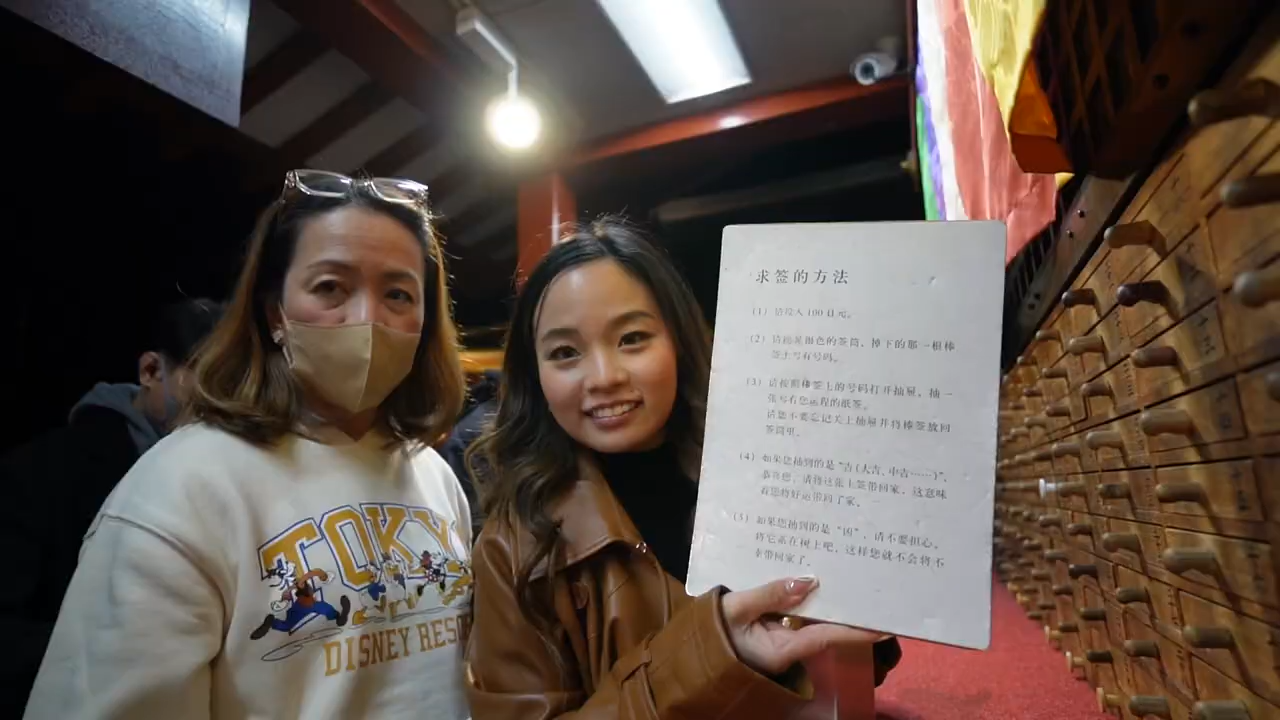 求签的方法
(1) 请投入 100 日元。
(2) 请摇晃银色的签筒、掉下的那一根棒
签上写有号码。
(3) 请按照棒签上的号码打开抽屉，抽一
张写有您运程的纸签。
请您不要忘记关上抽屉并将棒签放回
签筒里。
(4) 如果您抽到的是“吉(大吉、中吉……)”，
恭喜您，请将这张上签带回家，这意味
着您将好运带回了家。
(5) 如果您抽到的是“凶”，请不要担心。
将它系在树上吧，这样您就不会将不
幸带回家了。
TOKY
DISNEY RESO